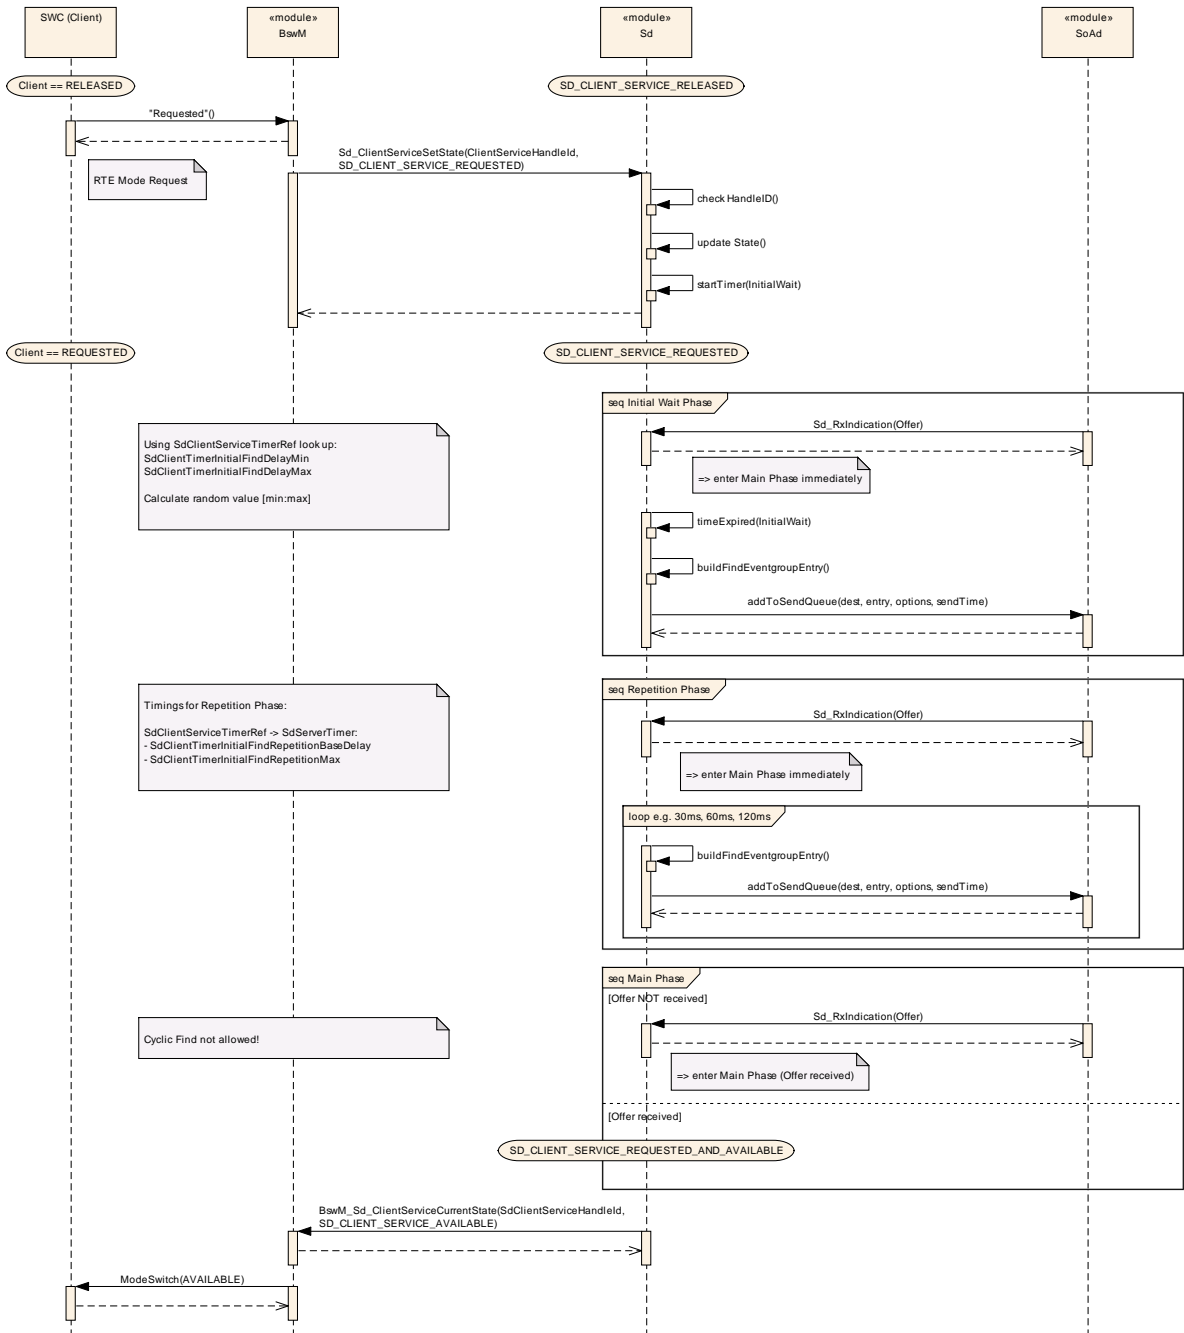 SWC (Client)
«module»
BswM
«module»
Sd
«module»
SoAd
Client == RELEASED
SD_CLIENT_SERVICE_RELEASED
"Requested"()
Sd_ClientServiceSetState(ClientServiceHandleId,
SD_CLIENT_SERVICE_REQUESTED)
RTE Mode Request
checkHandleID()
update State()
startTimer(InitialWait)
Client == REQUESTED
SD_CLIENT_SERVICE_REQUESTED
seq Initial Wait Phase
Sd_RxIndication(Offer)
Using SdClientServiceTimerRef lookup:
SdClientTimerInitialFindDelayMin
SdClientTimerInitialFindDelayMax
Calculate random value [min:max]
=> enter Main Phase immediately
timeExpired(InitialWait)
buildFindEventgroupEntry()
addToSendQueue(dest, entry, options, sendTime)
seq Repetition Phase
Timings for Repetition Phase:
SdClientServiceTimerRef -> SdServerTimer:
- SdClientTimerInitialFindRepetitionBaseDelay
- SdClientTimerInitialFindRepetitionMax
Sd_RxIndication(Offer)
=> enter Main Phase immediately
loop e.g. 30ms, 60ms, 120ms
buildFindEventgroupEntry()
addToSendQueue(dest, entry, options, sendTime)
seq Main Phase
[Offer NOT received]
Sd_RxIndication(Offer)
Cyclic Find not allowed!
=> enter Main Phase (Offer received)
[Offer received]
SD_CLIENT_SERVICE_REQUESTED_AND_AVAILABLE
BswM_Sd_ClientServiceCurrentState(SdClientServiceHandleId,
SD_CLIENT_SERVICE_AVAILABLE)
ModeSwitch(AVAILABLE)